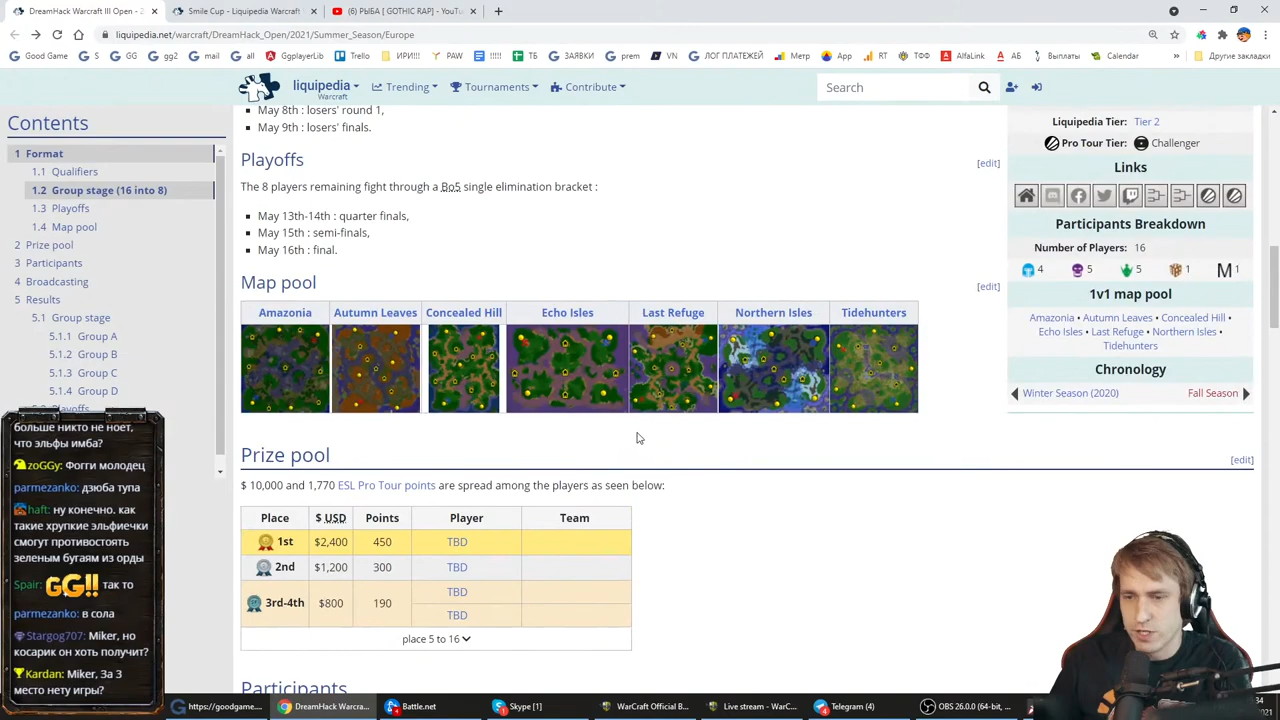 DreamHack Warcraft III Open - 2
Smile Cup - Liquipedia Warcraft
(6) РЫБА [ GOTHIC RAP] - YouTu
liquipedia.net/warcraft/DreamHack_Open/2021/Summer_Season/Europe
Good Game
S
GG
gg2
mail
all
GgplayerLib
Trello
ИРИ!!!
PAW
!!!!!
ТБ
ЗАЯВКИ
prem
VN
ЛОГ ПЛАТЕЖЕЙ
Метр
App
RT
ТФФ
AlfaLink
АБ
Выплаты
Calendar
»
Другие закладки
liquipedia
Warcraft
Trending
Tournaments
Contribute
Search
Contents
1 Format
1.1 Qualifiers
1.2 Group stage (16 into 8)
1.3 Playoffs
1.4 Map pool
2 Prize pool
3 Participants
4 Broadcasting
5 Results
5.1 Group stage
5.1.1 Group A
5.1.2 Group B
5.1.3 Group C
5.1.4 Group D
May 8th : losers' round 1,
May 9th : losers' finals.
Playoffs
[edit]
The 8 players remaining fight through a Bo5 single elimination bracket :
May 13th-14th : quarter finals,
May 15th : semi-finals,
May 16th : final.
Map pool
[edit]
Amazonia Autumn Leaves Concealed Hill Echo Isles Last Refuge Northern Isles Tidehunters
Prize pool
[edit]
$ 10,000 and 1,770 ESL Pro Tour points are spread among the players as seen below:
Place $ USD Points Player Team
1st $2,400 450 TBD
2nd $1,200 300 TBD
3rd-4th $800 190 TBD
TBD
place 5 to 16
Participants
Liquipedia Tier: Tier 2
Pro Tour Tier: Challenger
Links
Participants Breakdown
Number of Players: 16
4 5 5 1 M 1
1v1 map pool
Amazonia · Autumn Leaves · Concealed Hill ·
Echo Isles · Last Refuge · Northern Isles ·
Tidehunters
Chronology
Winter Season (2020)
Fall Season
больше никто не ноет,
что эльфы имба?
zoGGy: Фогги молодец
parmezanko: дзюба тупа
haft: ну конечно. как
такие хрупкие эльфиечки
смогут противостоять
зеленым бугаям из орды
Spair: GG!! так то
parmezanko: в сола
Stargog707: Miker, но
косарик он хоть получит?
Kardan: Miker, За 3
место нету игры?
https://goodgame.
DreamHack Warcra...
Battle.net
Skype [1]
WarCraft Official B...
Live stream - WarC...
Telegram (4)
OBS 26.0.0 (64-bit, ...